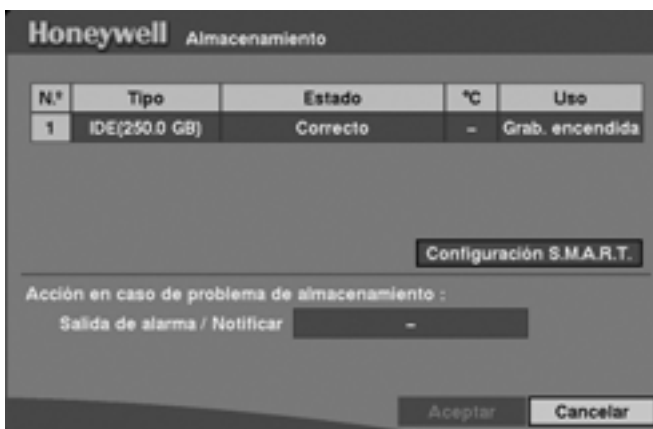 Honeywell Almacenamiento
N.º Tipo Estado °C Uso
1 IDE(250.0 GB) Correcto – Grab. encendida
Configuración S.M.A.R.T.
Acción en caso de problema de almacenamiento :
Salida de alarma / Notificar –
Aceptar Cancelar